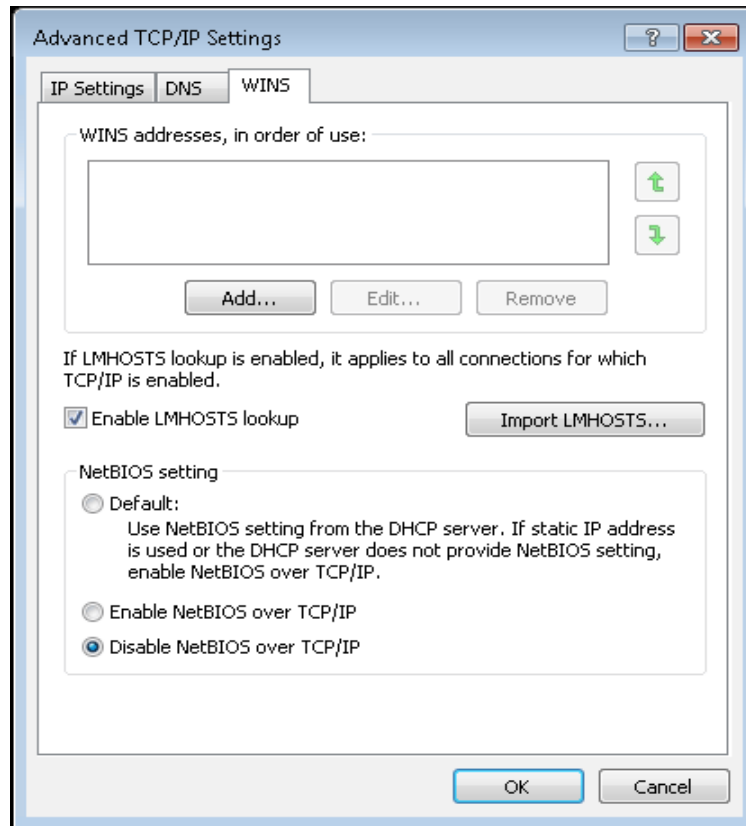 Advanced TCP/IP Settings
?
IP Settings DNS WINS
WINS addresses, in order of use:
Add... Edit... Remove
If LMHOSTS lookup is enabled, it applies to all connections for which
TCP/IP is enabled.
Enable LMHOSTS lookup Import LMHOSTS...
NetBIOS setting
Default:
Use NetBIOS setting from the DHCP server. If static IP address
is used or the DHCP server does not provide NetBIOS setting,
enable NetBIOS over TCP/IP.
Enable NetBIOS over TCP/IP
Disable NetBIOS over TCP/IP
OK Cancel